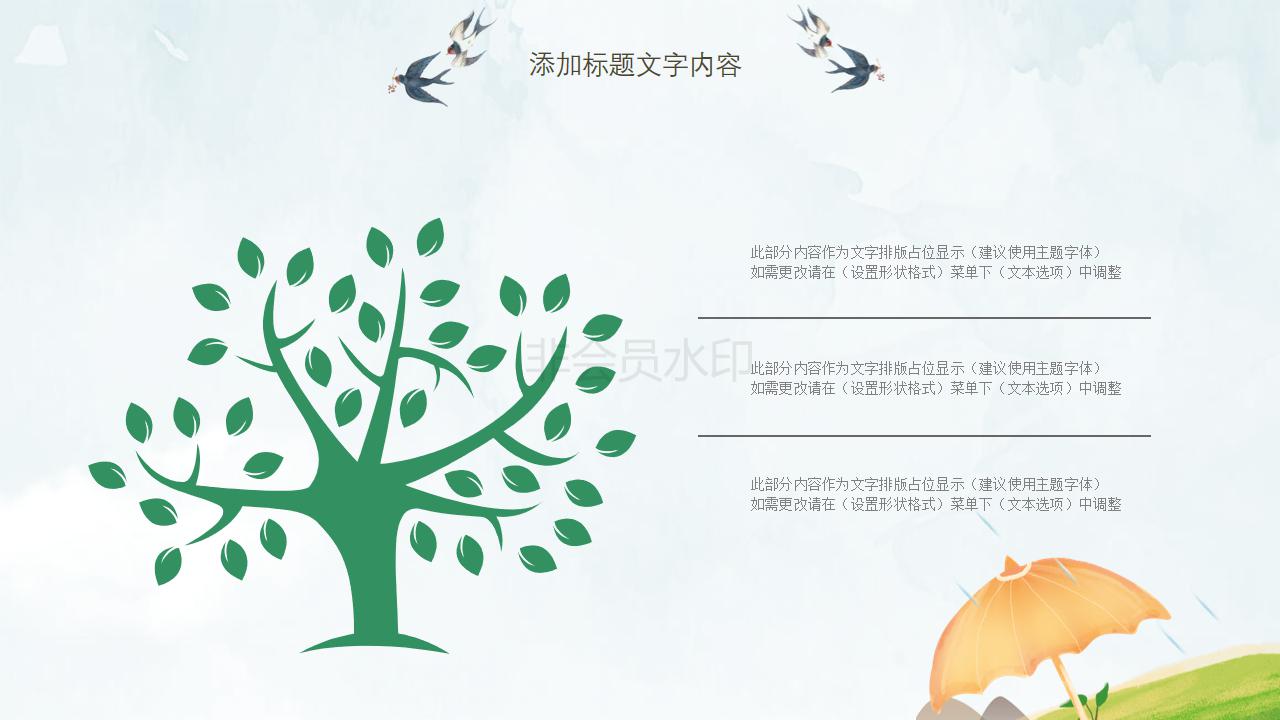 添加标题文字内容
此部分内容作为文字排版占位显示（建议使用主题字体）
如需更改请在（设置形状格式）菜单下（文本选项）中调整
非会员水印
此部分内容作为文字排版占位显示（建议使用主题字体）
如需更改请在（设置形状格式）菜单下（文本选项）中调整
此部分内容作为文字排版占位显示（建议使用主题字体）
如需更改请在（设置形状格式）菜单下（文本选项）中调整